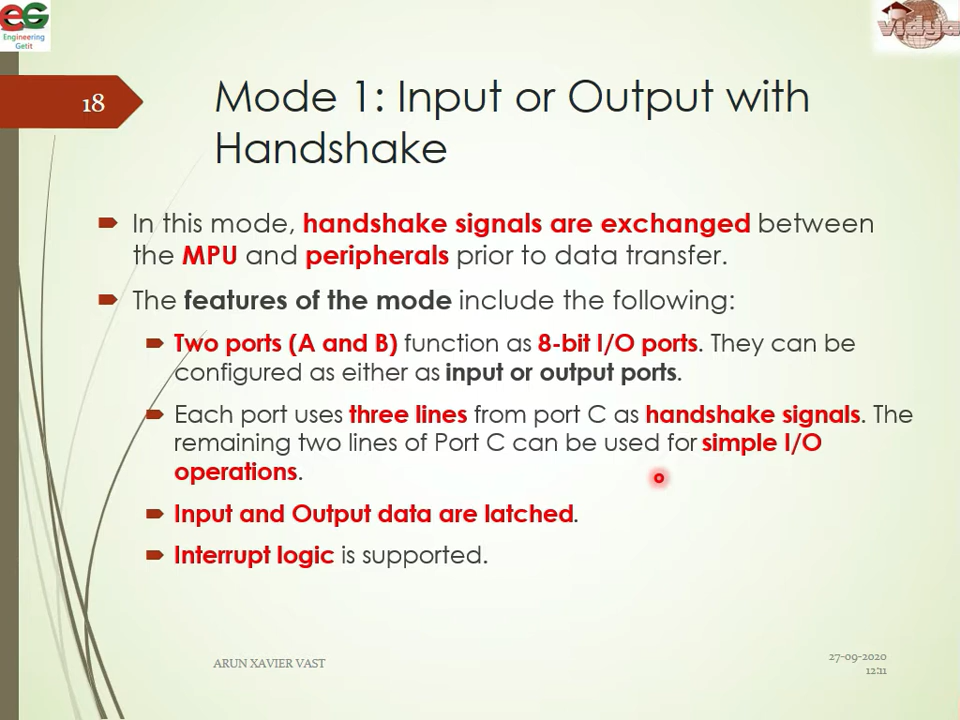 EG
Engineering
Getit
vidya
18
Mode 1: Input or Output with
Handshake
In this mode, handshake signals are exchanged between
the MPU and peripherals prior to data transfer.
The features of the mode include the following:
Two ports (A and B) function as 8-bit I/O ports. They can be
configured as either as input or output ports.
Each port uses three lines from port C as handshake signals. The
remaining two lines of Port C can be used for simple I/O
operations.
Input and Output data are latched.
Interrupt logic is supported.
ARUN XAVIER VAST
27-09-2020
12:11